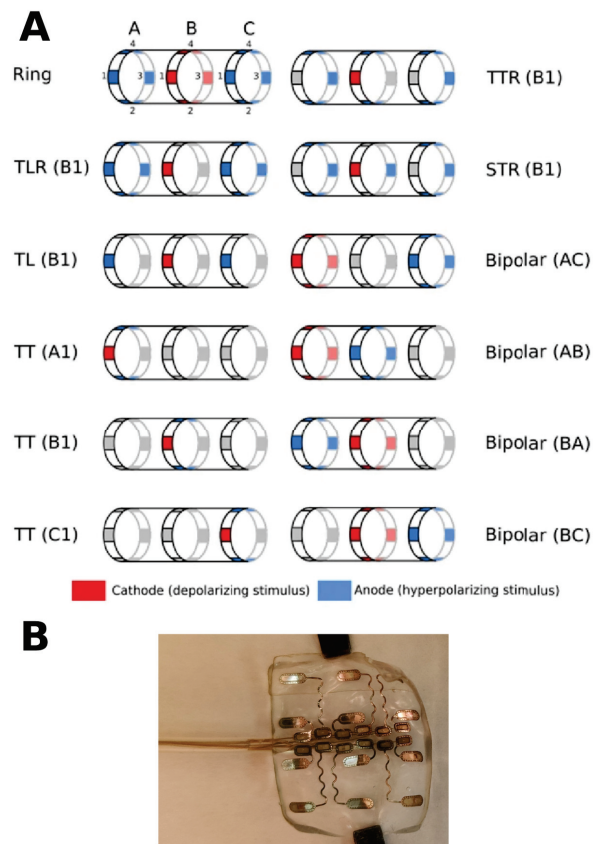 A
A B C
4 4
Ring
1 3 1 3 1 3
2 2 2
TTR (B1)
TLR (B1)
STR (B1)
TL (B1)
Bipolar (AC)
TT (A1)
Bipolar (AB)
TT (B1)
Bipolar (BA)
TT (C1)
Bipolar (BC)
Cathode (depolarizing stimulus)
Anode (hyperpolarizing stimulus)
B